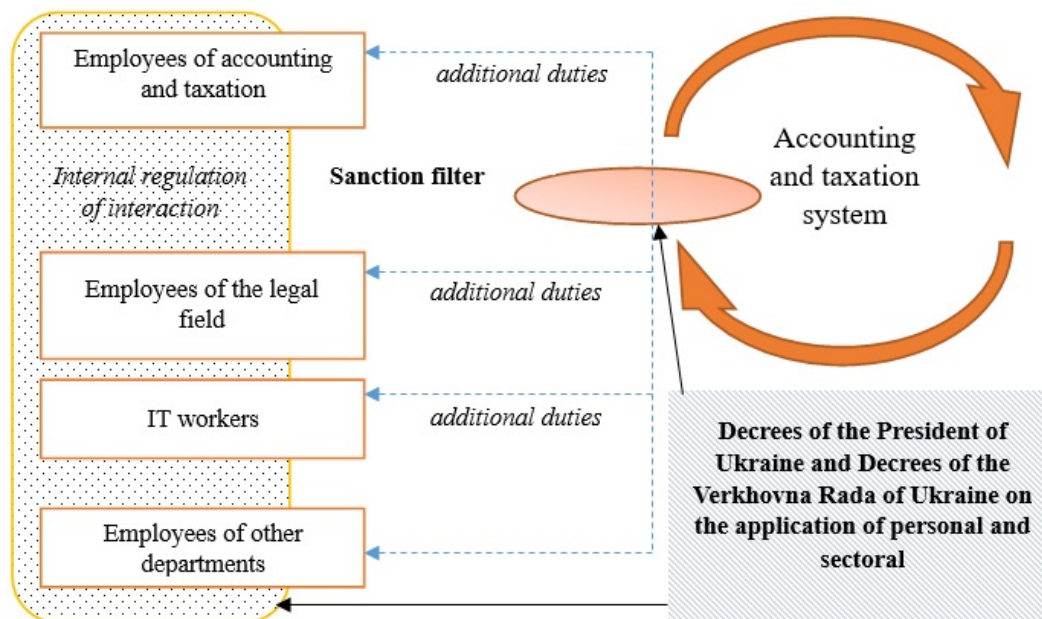 Employees of accounting
and taxation
additional duties
Internal regulation
of interaction
Sanction filter
Accounting
and taxation
system
Employees of the legal
field
additional duties
IT workers
additional duties
Employees of other
departments
Decrees of the President of
Ukraine and Decrees of the
Verkhovna Rada of Ukraine on
the application of personal and
sectoral